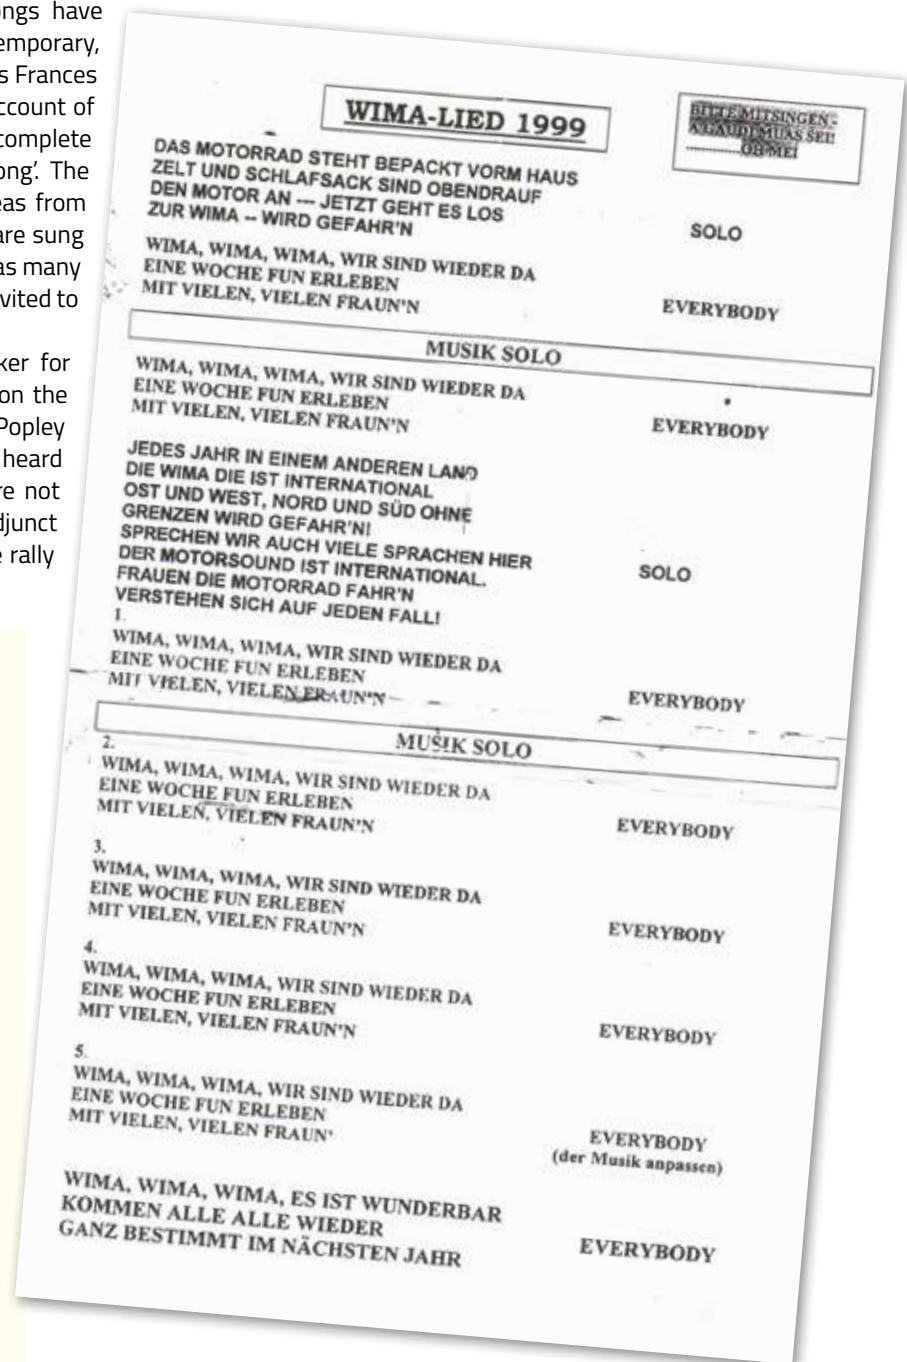 ongs have
emporary,
s Frances
ccount of
complete
ong'. The
eas from
are sung
as many
vited to
ker for
on the
Popley
heard
re not
djunct
e rally
WIMA-LIED 1999
BITTE MITSINGEN -
A GAUDI MUAS SEI!
OH MEI
DAS MOTORRAD STEHT BEPACKT VORM HAUS
ZELT UND SCHLAFSACK SIND OBENDRAUF
DEN MOTOR AN --- JETZT GEHT ES LOS
ZUR WIMA -- WIRD GEFAHR'N SOLO
WIMA, WIMA, WIMA, WIR SIND WIEDER DA
EINE WOCHE FUN ERLEBEN
MIT VIELEN, VIELEN FRAUN'N EVERYBODY
MUSIK SOLO
WIMA, WIMA, WIMA, WIR SIND WIEDER DA
EINE WOCHE FUN ERLEBEN
MIT VIELEN, VIELEN FRAUN'N EVERYBODY
JEDES JAHR IN EINEM ANDEREN LAND
DIE WIMA DIE IST INTERNATIONAL
OST UND WEST, NORD UND SÜD OHNE
GRENZEN WIRD GEFAHR'N!
SPRECHEN WIR AUCH VIELE SPRACHEN HIER
DER MOTORSOUND IST INTERNATIONAL. SOLO
FRAUEN DIE MOTORRAD FAHR'N
VERSTEHEN SICH AUF JEDEN FALL!
1.
WIMA, WIMA, WIMA, WIR SIND WIEDER DA
EINE WOCHE FUN ERLEBEN
MIT VIELEN, VIELEN FRAUN'N EVERYBODY
MUSIK SOLO
2.
WIMA, WIMA, WIMA, WIR SIND WIEDER DA
EINE WOCHE FUN ERLEBEN
MIT VIELEN, VIELEN FRAUN'N EVERYBODY
3.
WIMA, WIMA, WIMA, WIR SIND WIEDER DA
EINE WOCHE FUN ERLEBEN
MIT VIELEN, VIELEN FRAUN'N EVERYBODY
4.
WIMA, WIMA, WIMA, WIR SIND WIEDER DA
EINE WOCHE FUN ERLEBEN
MIT VIELEN, VIELEN FRAUN'N EVERYBODY
5.
WIMA, WIMA, WIMA, WIR SIND WIEDER DA
EINE WOCHE FUN ERLEBEN
MIT VIELEN, VIELEN FRAUN' EVERYBODY
(der Musik anpassen)
WIMA, WIMA, WIMA, ES IST WUNDERBAR
KOMMEN ALLE ALLE WIEDER
GANZ BESTIMMT IM NÄCHSTEN JAHR EVERYBODY